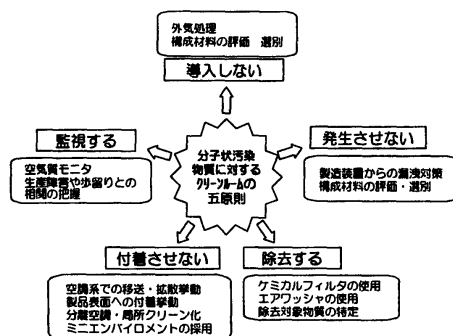 外気処理
構成材料の評価 選別
導入しない
監視する
空気質モニタ
生産障害や歩留りとの
相関の把握
分子状汚染
物質に対する
クリーンルームの
五原則
発生させない
製造装置からの漏洩対策
構成材料の評価・選別
付着させない
空調系での移送・拡散挙動
製品表面への付着挙動
分離空調・局所クリーン化
ミニエンバイロメントの採用
除去する
ケミカルフィルタの使用
エアワッシャの使用
除去対象物質の特定